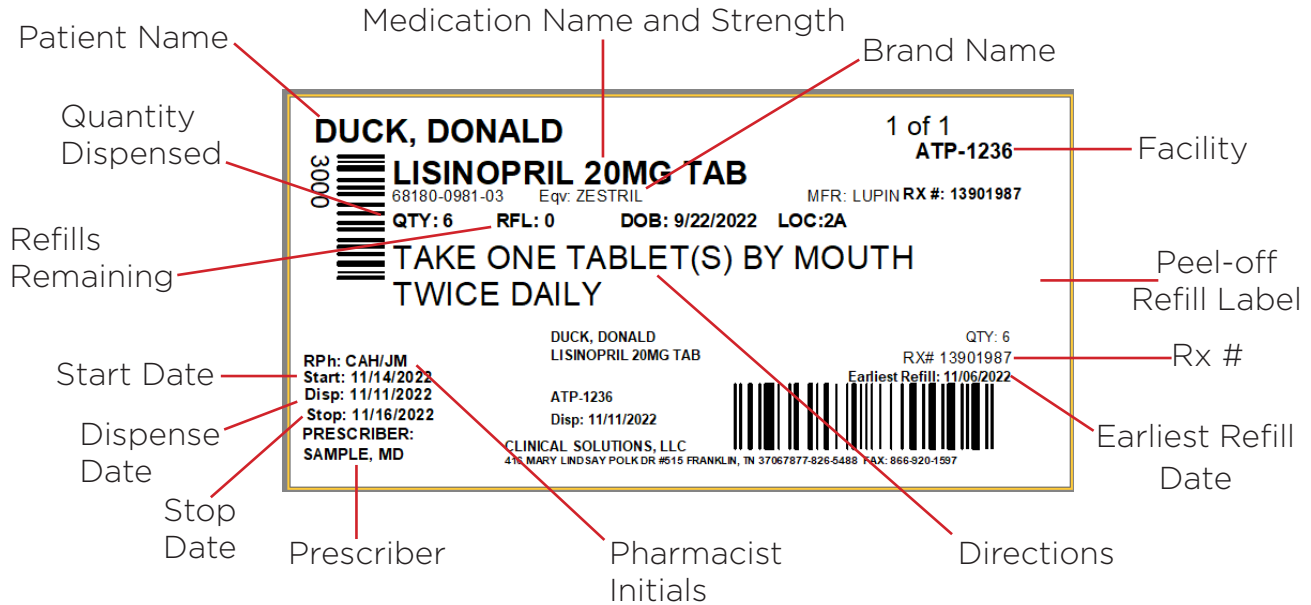 Medication Name and Strength
Patient Name
Brand Name
Quantity
Dispensed
DUCK, DONALD
1 of 1
ATP-1236
Facility
3000
LISINOPRIL 20MG TAB
68180-0981-03 Eqv: ZESTRIL MFR: LUPIN RX #: 13901987
QTY: 6 RFL: 0 DOB: 9/22/2022 LOC:2A
Refills
Remaining
TAKE ONE TABLET(S) BY MOUTH
TWICE DAILY
Peel-off
Refill Label
DUCK, DONALD
LISINOPRIL 20MG TAB
ATP-1236
Disp: 11/11/2022
QTY: 6
RX# 13901987
Earliest Refill: 11/06/2022
Rx #
RPh: CAH/JM
Start: 11/14/2022
Disp: 11/11/2022
Stop: 11/16/2022
PRESCRIBER:
SAMPLE, MD
Start Date
Dispense
Date
CLINICAL SOLUTIONS, LLC
416 MARY LINDSAY POLK DR #515 FRANKLIN, TN 37067877-826-5488 FAX: 866-920-1597
Earliest Refill
Date
Stop
Date
Prescriber
Pharmacist
Initials
Directions